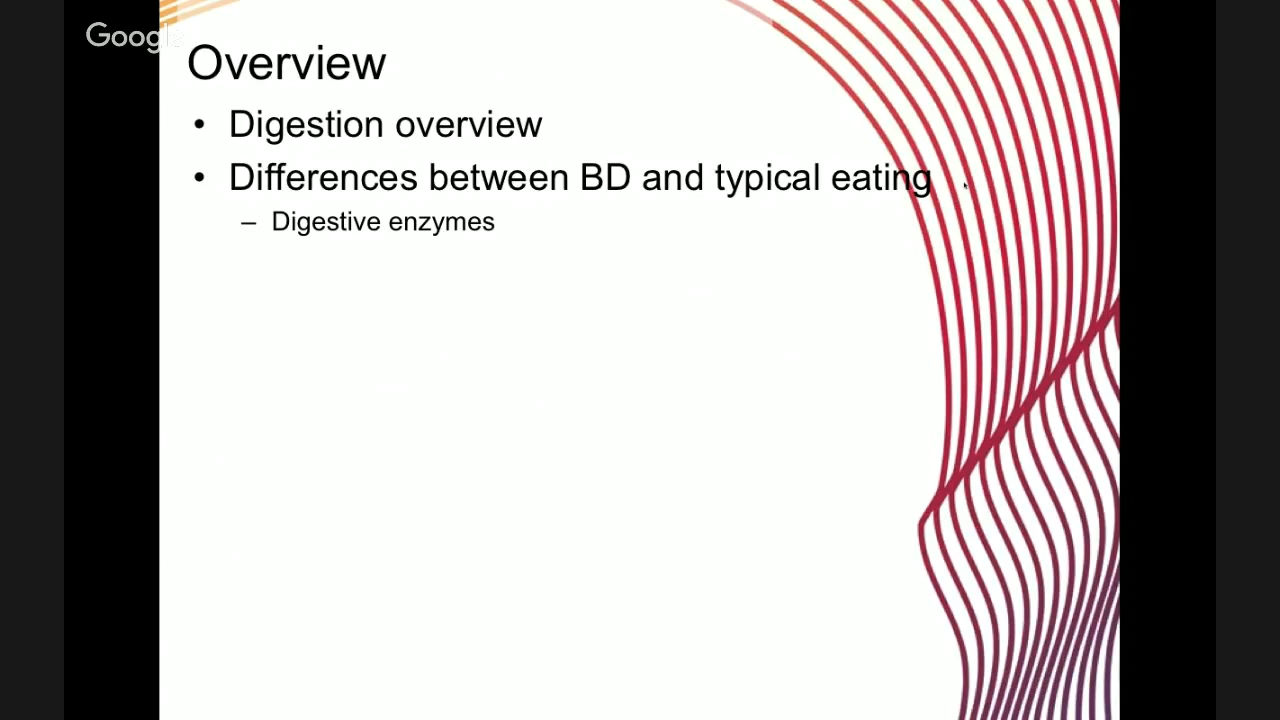 Google
Overview
• Digestion overview
• Differences between BD and typical eating
– Digestive enzymes